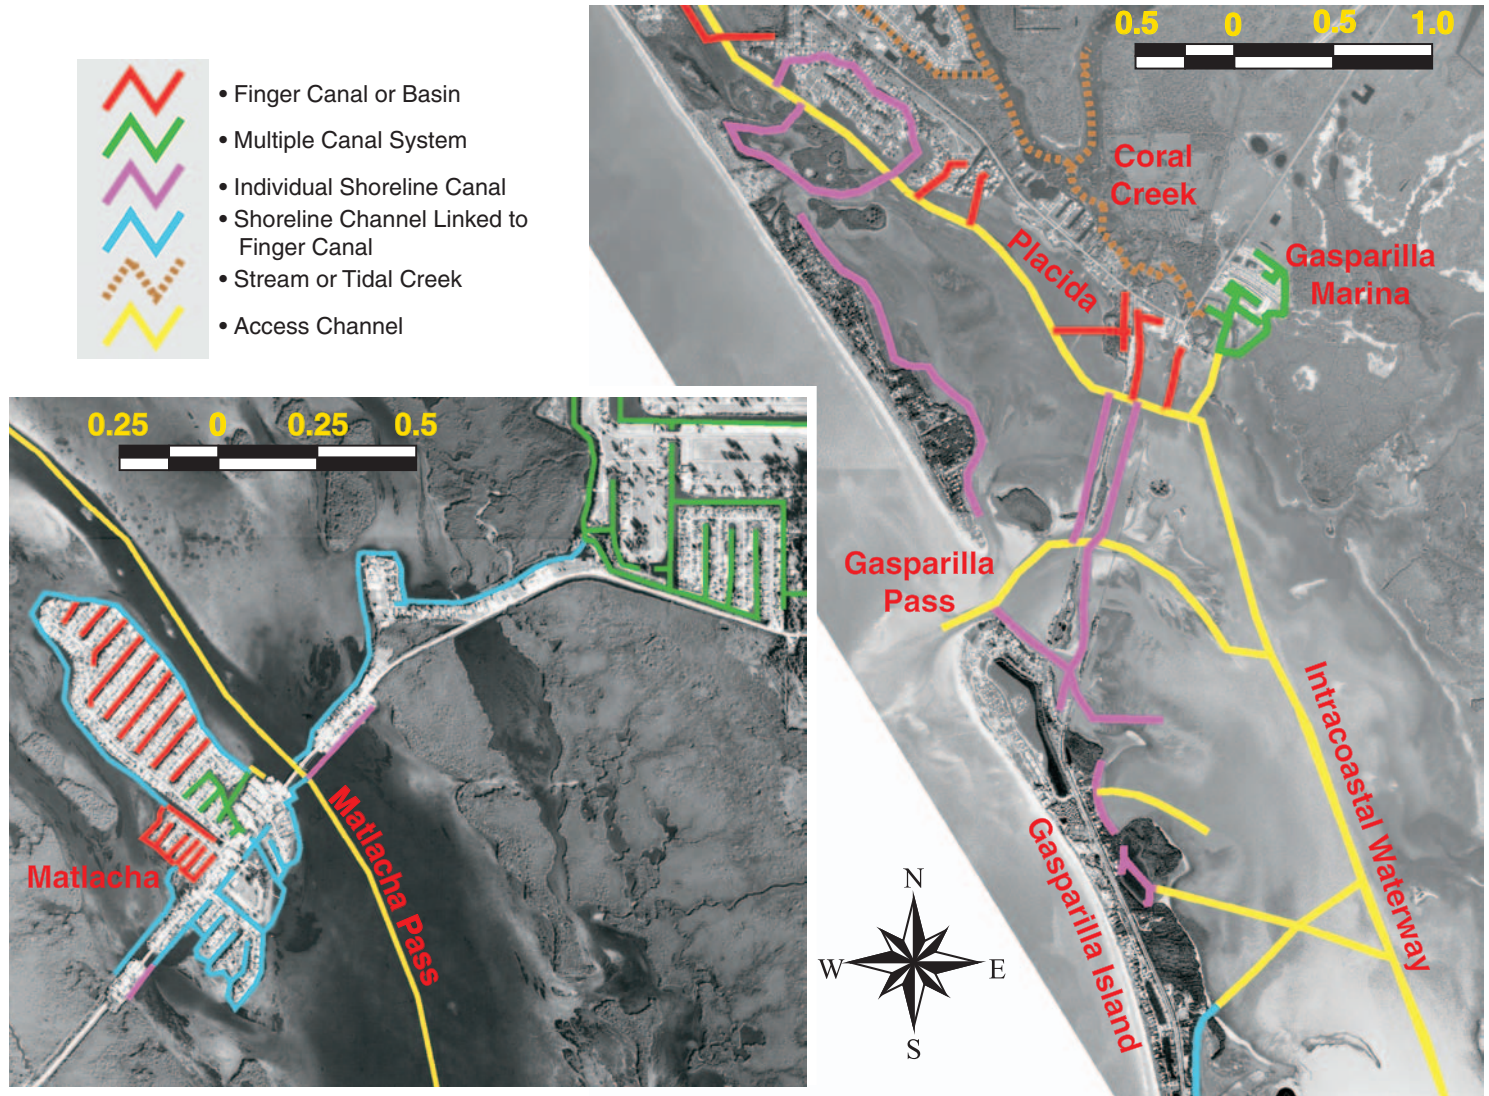 • Finger Canal or Basin
• Multiple Canal System
• Individual Shoreline Canal
• Shoreline Channel Linked to
Finger Canal
• Stream or Tidal Creek
• Access Channel
0.5 0 0.5 1.0
Coral
Creek
Placida
Gasparilla
Marina
Gasparilla
Pass
Intracoastal Waterway
Gasparilla Island
0.25 0 0.25 0.5
Matlacha
Matlacha Pass
N
W E
S